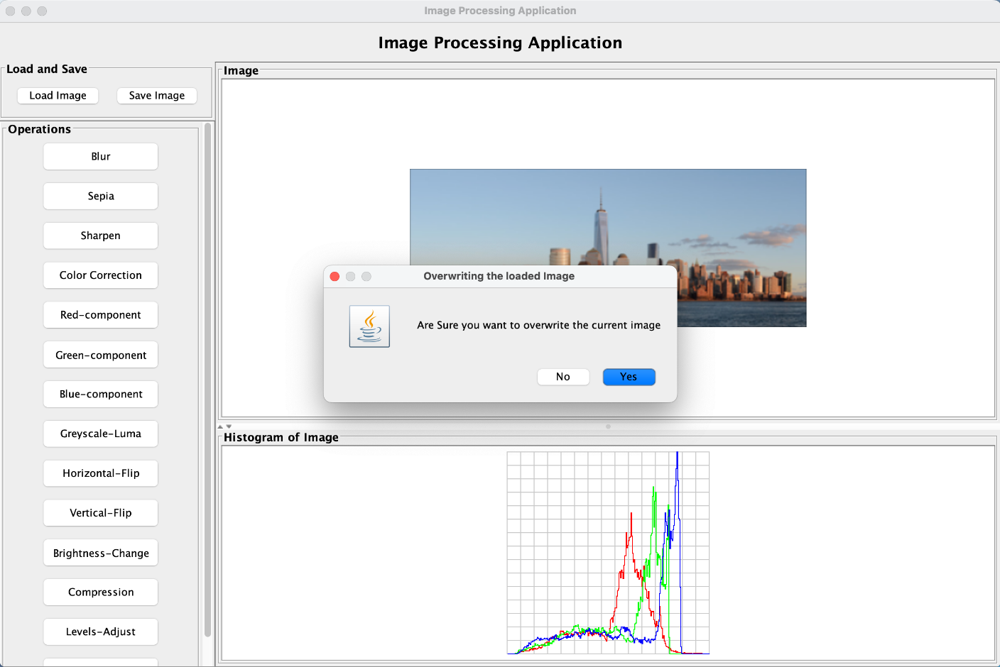 Image Processing Application
Image Processing Application
Load and Save
Load Image
Save Image
Operations
Blur
Sepia
Sharpen
Color Correction
Red-component
Green-component
Blue-component
Greyscale-Luma
Horizontal-Flip
Vertical-Flip
Brightness-Change
Compression
Levels-Adjust
Image
Overwriting the loaded Image
Are Sure you want to overwrite the current image
No
Yes
Histogram of Image